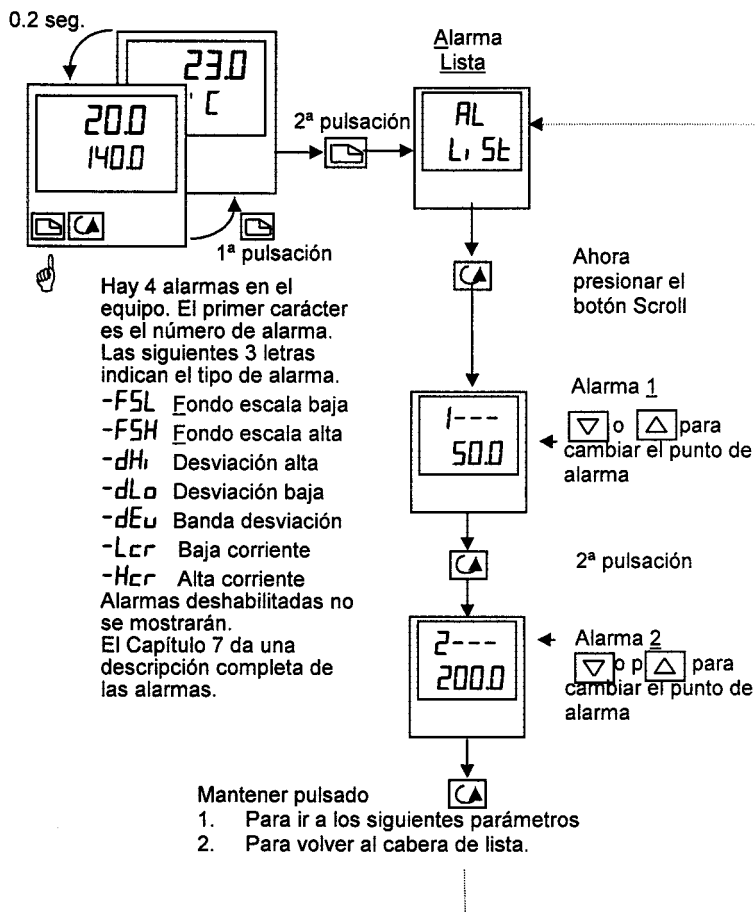 0.2 seg.
23.0
°C
20.0
140.0
1ª pulsación
2ª pulsación
Alarma
Lista
AL
Li St
Ahora
presionar el
botón Scroll
Hay 4 alarmas en el
equipo. El primer carácter
es el número de alarma.
Las siguientes 3 letras
indican el tipo de alarma.
-FSL Fondo escala baja
-FSH Fondo escala alta
-dHi Desviación alta
-dLo Desviación baja
-dEv Banda desviación
-Lcr Baja corriente
-Hcr Alta corriente
Alarmas deshabilitadas no
se mostrarán.
El Capítulo 7 da una
descripción completa de
las alarmas.
1---
50.0
Alarma 1
o para
cambiar el punto de
alarma
2ª pulsación
2---
200.0
Alarma 2
o p para
cambiar el punto de
alarma
Mantener pulsado
1. Para ir a los siguientes parámetros
2. Para volver al cabera de lista.